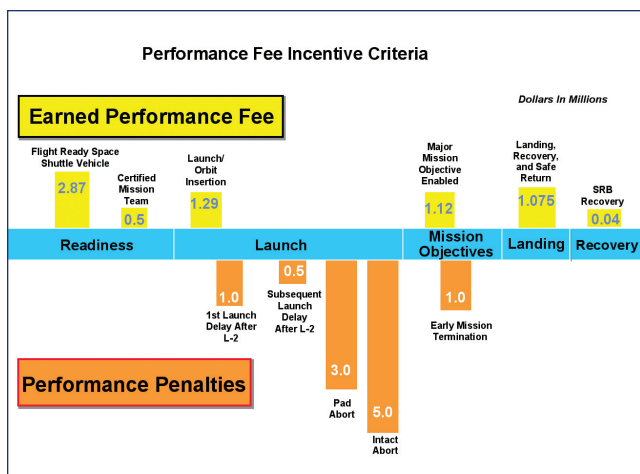 Performance Fee Incentive Criteria
Dollars In Millions
Earned Performance Fee
Flight Ready Space
Shuttle Vehicle
2.87
Certified
Mission
Team
0.5
Launch/
Orbit
Insertion
1.29
Major
Mission
Objective
Enabled
1.12
Landing,
Recovery,
and Safe
Return
1.075
SRB
Recovery
0.04
Readiness
Launch
Mission
Objectives
Landing
Recovery
1.0
1st Launch
Delay After
L-2
0.5
Subsequent
Launch
Delay
After L-2
3.0
Pad
Abort
5.0
Intact
Abort
1.0
Early Mission
Termination
Performance Penalties